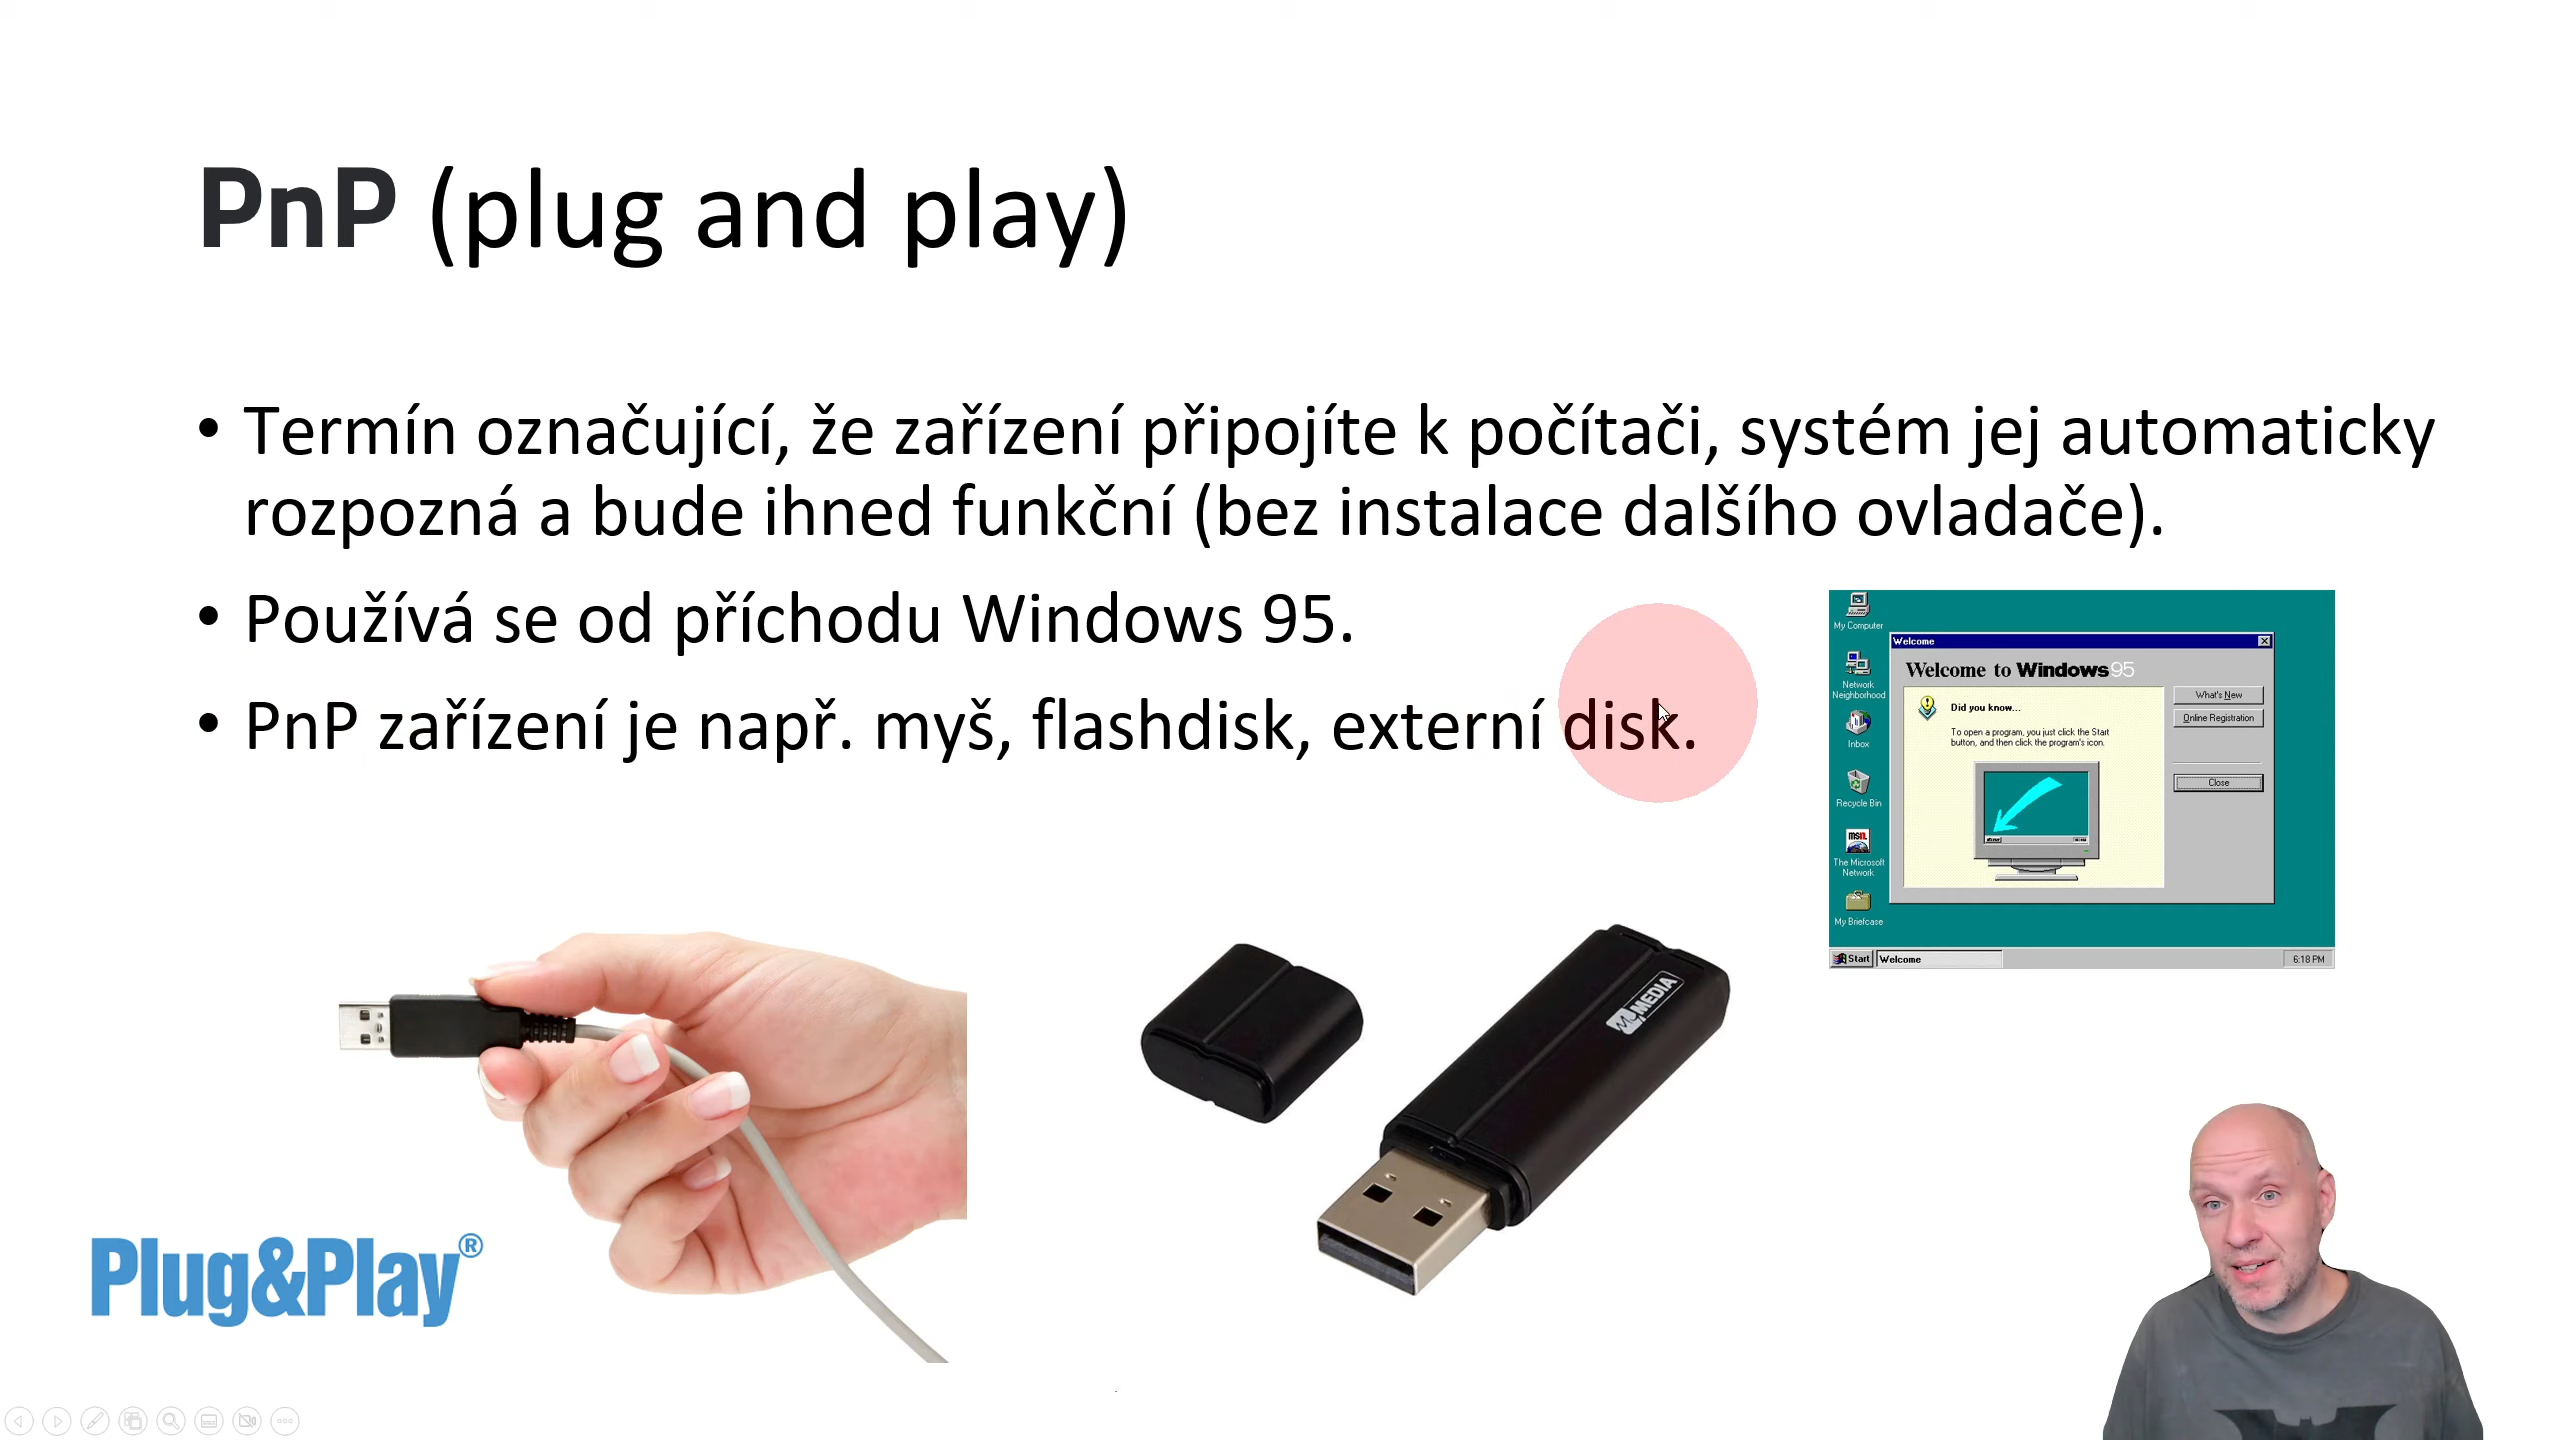 PnP (plug and play)
• Termín označující, že zařízení připojíte k počítači, systém jej automaticky
rozpozná a bude ihned funkční (bez instalace dalšího ovladače).
• Používá se od příchodu Windows 95.
• PnP zařízení je např. myš, flashdisk, externí disk.
My Computer
Network
Neighborhood
Inbox
Recycle Bin
msn
The Microsoft
Network
My Briefcase
Welcome
Welcome to Windows 95
Did you know...
To open a program, you just click the Start
button, and then click the program's icon.
What's New
Online Registration
Close
Start
Welcome
6:18 PM
MyMEDIA
Plug&Play®